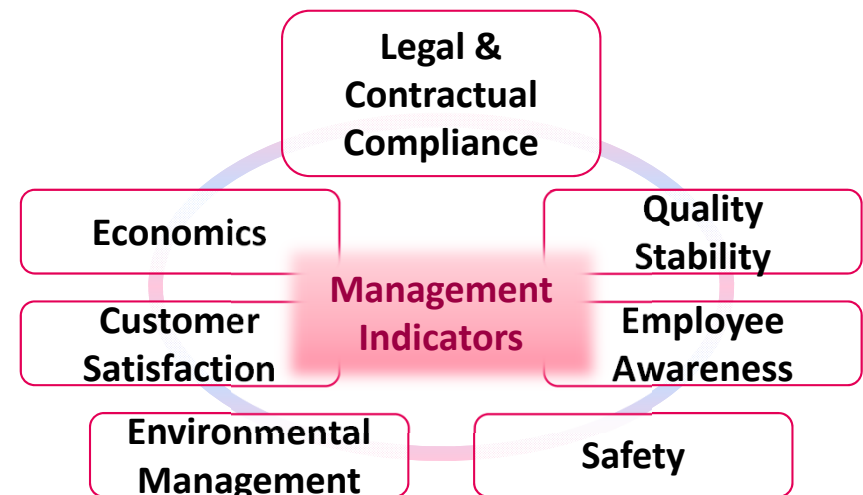 Legal &
Contractual
Compliance
Economics
Quality
Stability
Management
Indicators
Customer
Satisfaction
Employee
Awareness
Environmental
Management
Safety